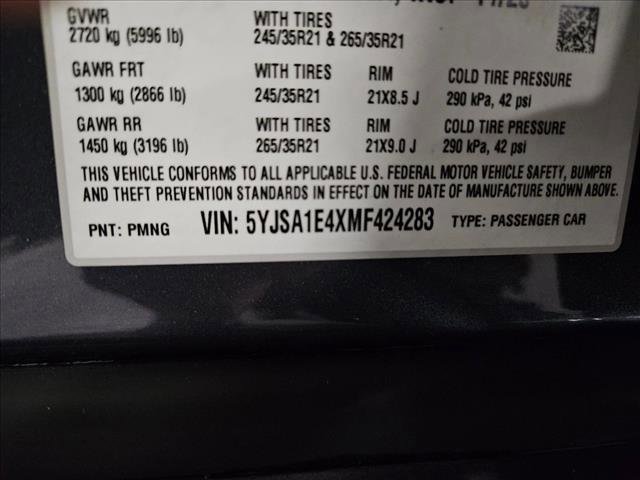 GVWR WITH TIRES
2720 kg (5996 lb) 245/35R21 & 265/35R21
GAWR FRT WITH TIRES RIM COLD TIRE PRESSURE
1300 kg (2866 lb) 245/35R21 21X8.5 J 290 kPa, 42 psi
GAWR RR WITH TIRES RIM COLD TIRE PRESSURE
1450 kg (3196 lb) 265/35R21 21X9.0 J 290 kPa, 42 psi
THIS VEHICLE CONFORMS TO ALL APPLICABLE U.S. FEDERAL MOTOR VEHICLE SAFETY, BUMPER
AND THEFT PREVENTION STANDARDS IN EFFECT ON THE DATE OF MANUFACTURE SHOWN ABOVE.
PNT: PMNG VIN: 5YJSA1E4XMF424283 TYPE: PASSENGER CAR